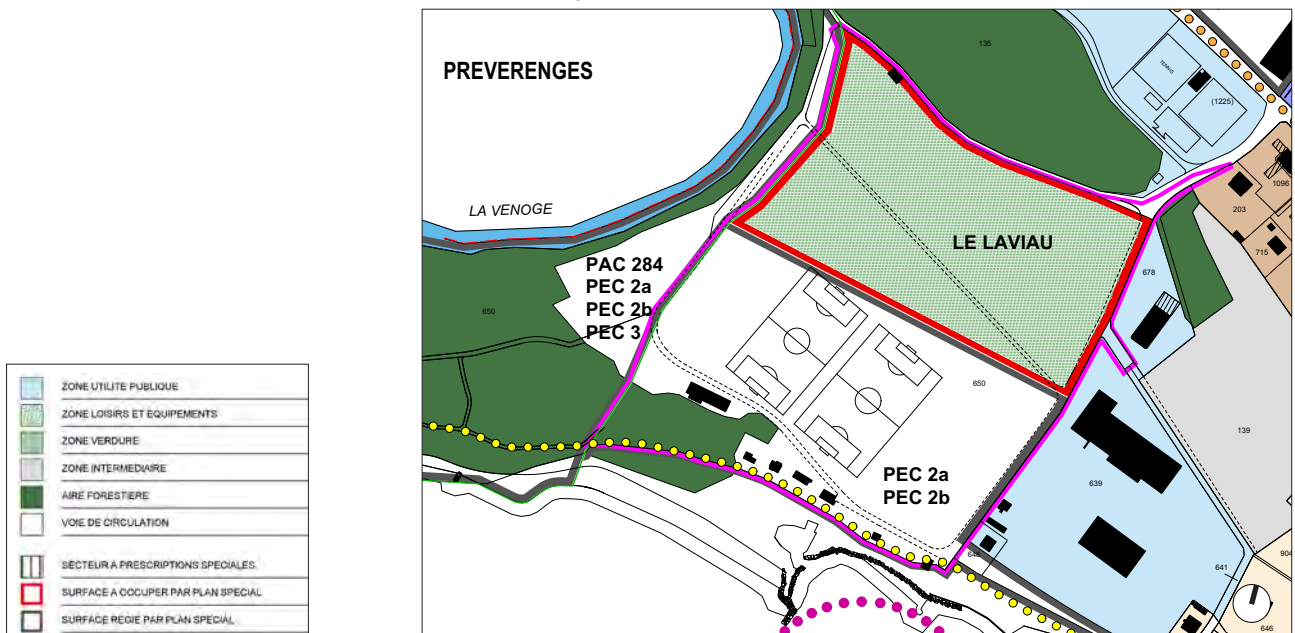 PREVERENGES
135
TENNIS
(1225)
LA VENOGE
1096
203
LE LAVIAU
715
PAC 284
PEC 2a
PEC 2b
PEC 3
678
650
650
139
PEC 2a
PEC 2b
639
648
904
641
646
ZONE UTILITE PUBLIQUE
ZONE LOISIRS ET EQUIPEMENTS
ZONE VERDURE
ZONE INTERMEDIAIRE
AIRE FORESTIERE
VOIE DE CIRCULATION
SECTEUR A PRESCRIPTIONS SPECIALES
SURFACE A OCCUPER PAR PLAN SPECIAL
SURFACE REGIE PAR PLAN SPECIAL